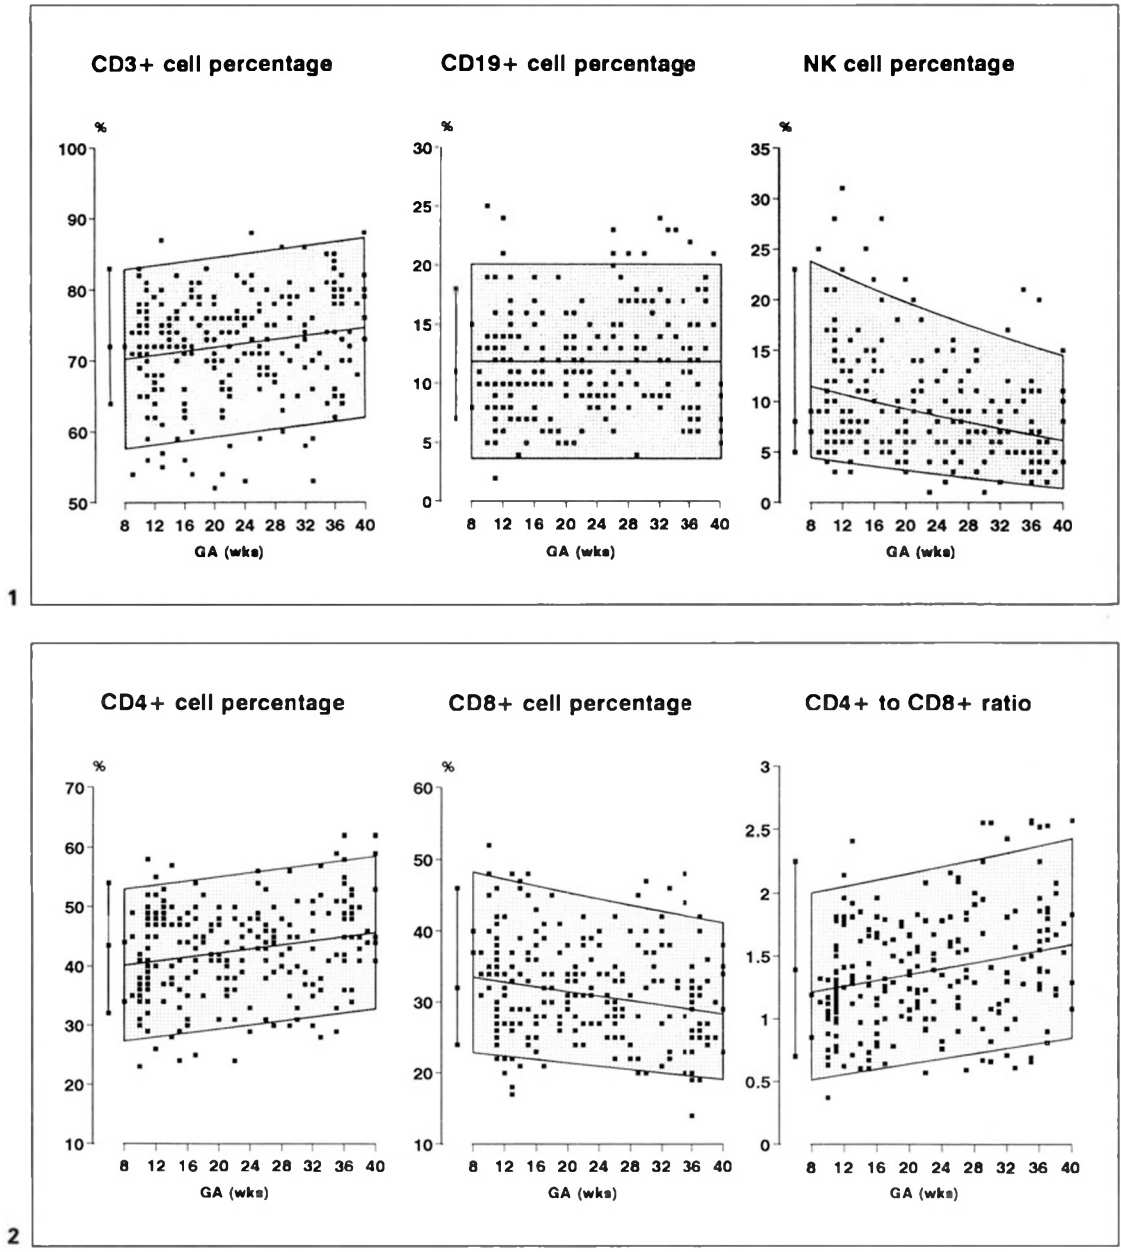 CD3+ cell percentage CD19+ cell percentage NK cell percentage
% % %
100 90 80 70 60 50
8 12 16 20 24 28 32 36 40
GA (wks)
30 25 20 15 10 5 0
8 12 16 20 24 28 32 36 40
GA (wks)
35 30 25 20 15 10 5 0
8 12 16 20 24 28 32 36 40
GA (wks)
1
CD4+ cell percentage CD8+ cell percentage CD4+ to CD8+ ratio
% %
70 60 50 40 30 20 10
8 12 16 20 24 28 32 36 40
GA (wks)
60 50 40 30 20 10
8 12 16 20 24 28 32 36 40
GA (wks)
3 2.5 2 1.5 1 0.5 0
8 12 16 20 24 28 32 36 40
GA (wks)
2